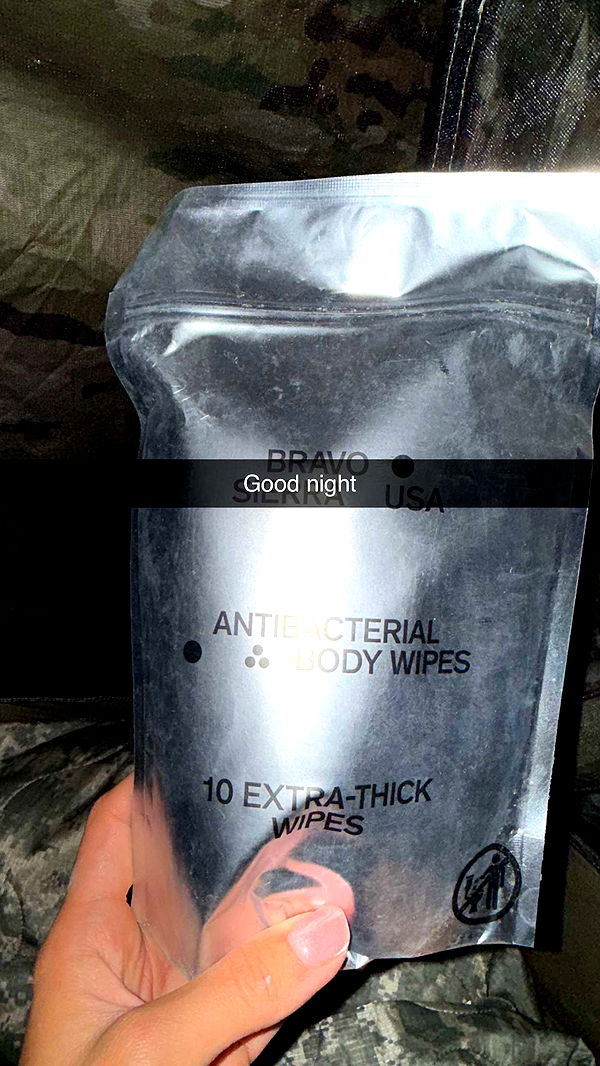 BRAVO
SIERRA USA
Good night
ANTIBACTERIAL
BODY WIPES
10 EXTRA-THICK
WIPES